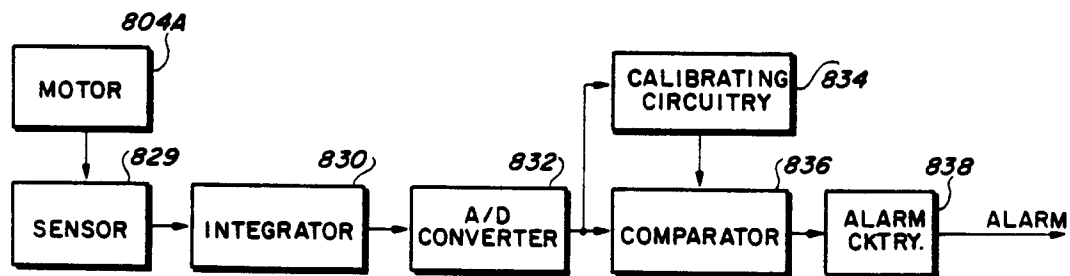 804A
MOTOR
CALIBRATING
CIRCUITRY
834
829
830
832
836
838
SENSOR
INTEGRATOR
A/D
CONVERTER
COMPARATOR
ALARM
CKTRY.
ALARM